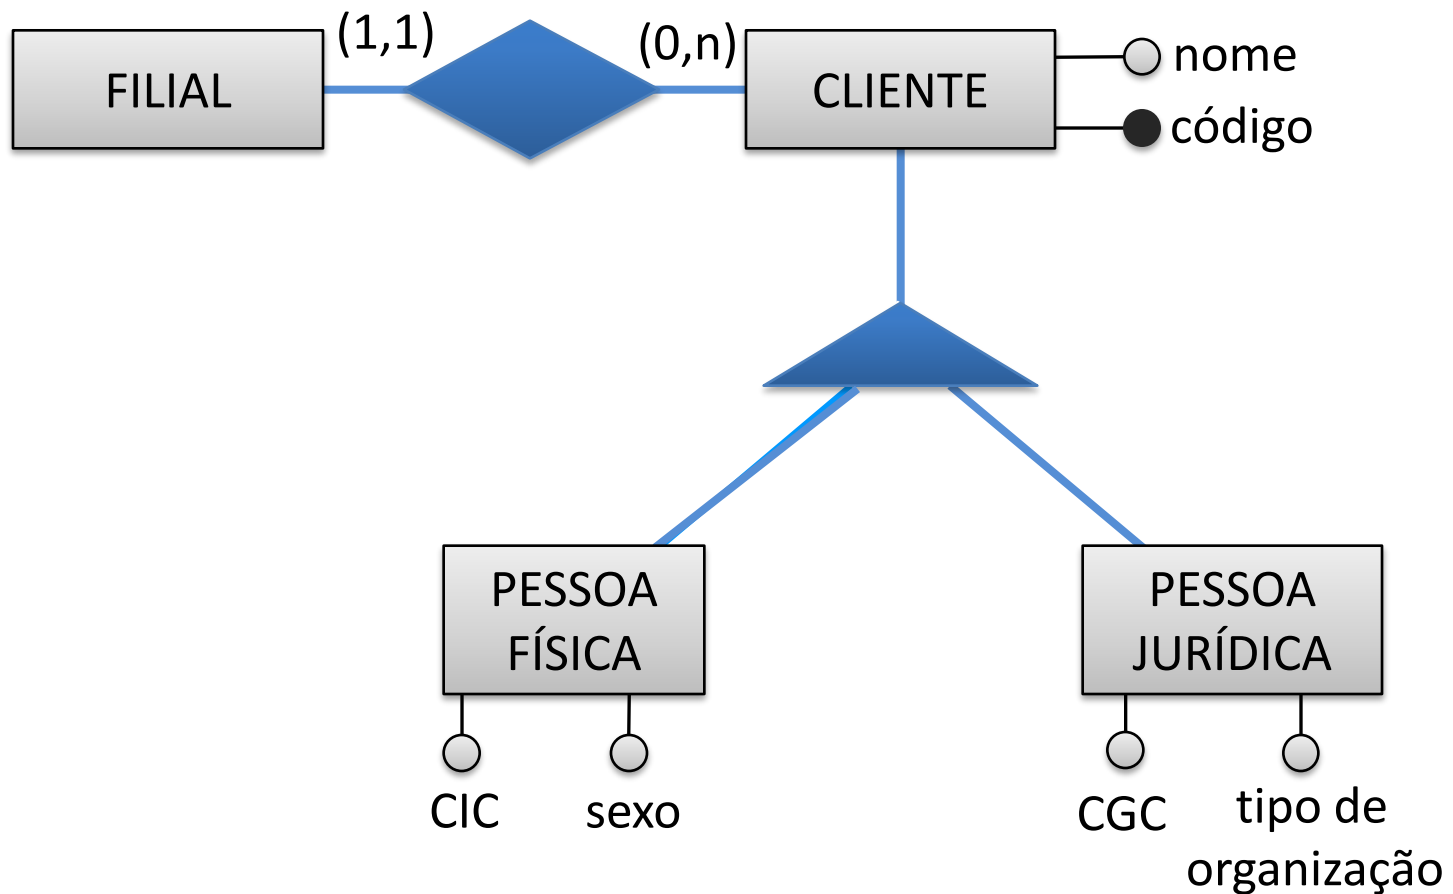 (1,1)
(0,n)
FILIAL
CLIENTE
nome
código
PESSOA
FÍSICA
PESSOA
JURÍDICA
CIC
sexo
CGC
tipo de
organização